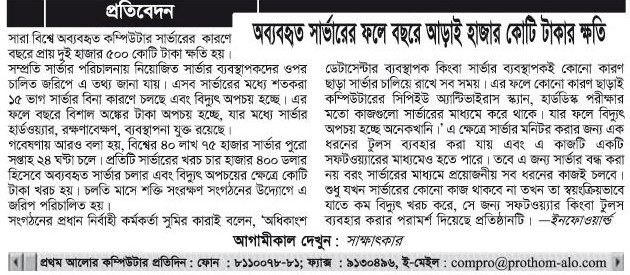 প্রতিবেদন
অব্যবহৃত সার্ভারের ফলে বছরে আড়াই হাজার কোটি টাকার ক্ষতি
সারা বিশ্বে অব্যবহৃত কম্পিউটার সার্ভারের কারণে
বছরে প্রায় দুই হাজার ৫০০ কোটি টাকা ক্ষতি হয়।
সম্প্রতি সার্ভার পরিচালনায় নিয়োজিত সার্ভার ব্যবস্থাপকদের ওপর
চালিত জরিপে এ তথ্য জানা যায়। এসব সার্ভারের মধ্যে শতকরা
১৫ ভাগ সার্ভার বিনা কারণে চলছে এবং বিদ্যুৎ অপচয় হচ্ছে। এর
ফলে বছরে বিশাল অঙ্কের টাকা অপচয় হচ্ছে, যার মধ্যে সার্ভার
হার্ডওয়্যার, রক্ষণাবেক্ষণ, ব্যবস্থাপনা যুক্ত রয়েছে।
গবেষণায় আরও বলা হয়, বিশ্বের ৪০ লাখ ৭৫ হাজার সার্ভার পুরো
সপ্তাহ ২৪ ঘণ্টা চলে। প্রতিটি সার্ভারের খরচ চার হাজার ৪০০ ডলার
হিসেবে অব্যবহৃত সার্ভার চলার এবং বিদ্যুৎ অপচয়ের ক্ষেত্রে কোটি
টাকা খরচ হয়। চলতি মাসে শক্তি সংরক্ষণ সংগঠনের উদ্যোগে এ
জরিপ পরিচালিত হয়।
সংগঠনের প্রধান নির্বাহী কর্মকর্তা সুমির কারাই বলেন, ‘অধিকাংশ
ডেটাসেন্টার ব্যবস্থাপক কিংবা সার্ভার ব্যবস্থাপকই কোনো কারণ
ছাড়া সার্ভার চালিয়ে রাখে সব সময়। এর ফলে কোনো কারণ ছাড়াই
কম্পিউটারের সিপিইউ অ্যান্টিভাইরাস স্ক্যান, হার্ডডিস্ক পরীক্ষার
মতো কাজগুলো সার্ভারের মাধ্যমে করে থাকে। যার ফলে বিদ্যুৎ
অপচয় হচ্ছে অনেকখানি।’ এ ক্ষেত্রে সার্ভার মনিটর করার জন্য এক
ধরনের টুলস ব্যবহার করা যায় এবং এ কাজটি একটি
সফটওয়্যারের মাধ্যমেও হতে পারে। তবে এ জন্য সার্ভার বন্ধ করা
নয় বরং সার্ভারের মাধ্যমে প্রয়োজনীয় সব ধরনের কাজই চলবে।
শুধু যখন সার্ভারের কোনো কাজ থাকবে না তখন তা স্বয়ংক্রিয়ভাবে
যাতে কম বিদ্যুৎ খরচ করে, সে জন্য সফটওয়্যার কিংবা টুলস
ব্যবহার করার পরামর্শ দিয়েছে প্রতিষ্ঠানটি। —ইনফোওয়ার্ল্ড
আগামীকাল দেখুন : সাক্ষাৎকার
প্রথম আলোর কম্পিউটার প্রতিদিন : ফোন : ৮১১০০৭৮-৮১; ফ্যাক্স : ৯১৩০৪৯৬, ই-মেইল : compro@prothom-alo.com